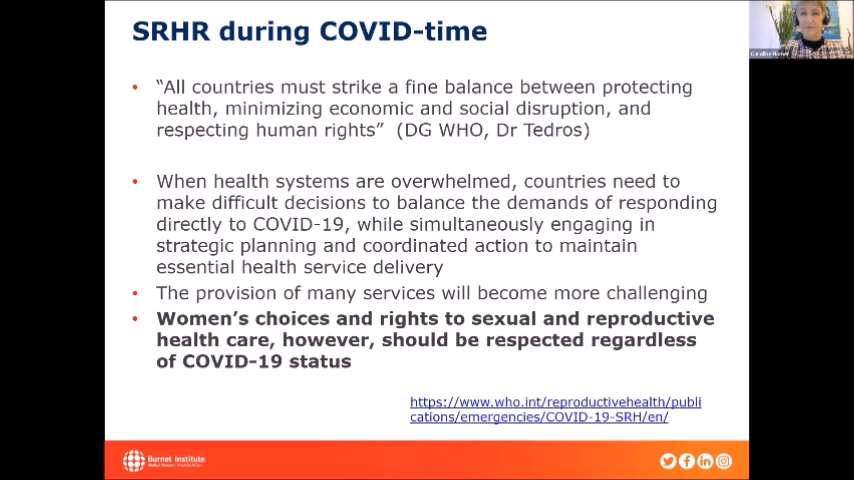 SRHR during COVID-time
• “All countries must strike a fine balance between protecting
health, minimizing economic and social disruption, and
respecting human rights” (DG WHO, Dr Tedros)
• When health systems are overwhelmed, countries need to
make difficult decisions to balance the demands of responding
directly to COVID-19, while simultaneously engaging in
strategic planning and coordinated action to maintain
essential health service delivery
• The provision of many services will become more challenging
• Women’s choices and rights to sexual and reproductive
health care, however, should be respected regardless
of COVID-19 status
https://www.who.int/reproductivehealth/publi
cations/emergencies/COVID-19-SRH/en/
Burnet Institute